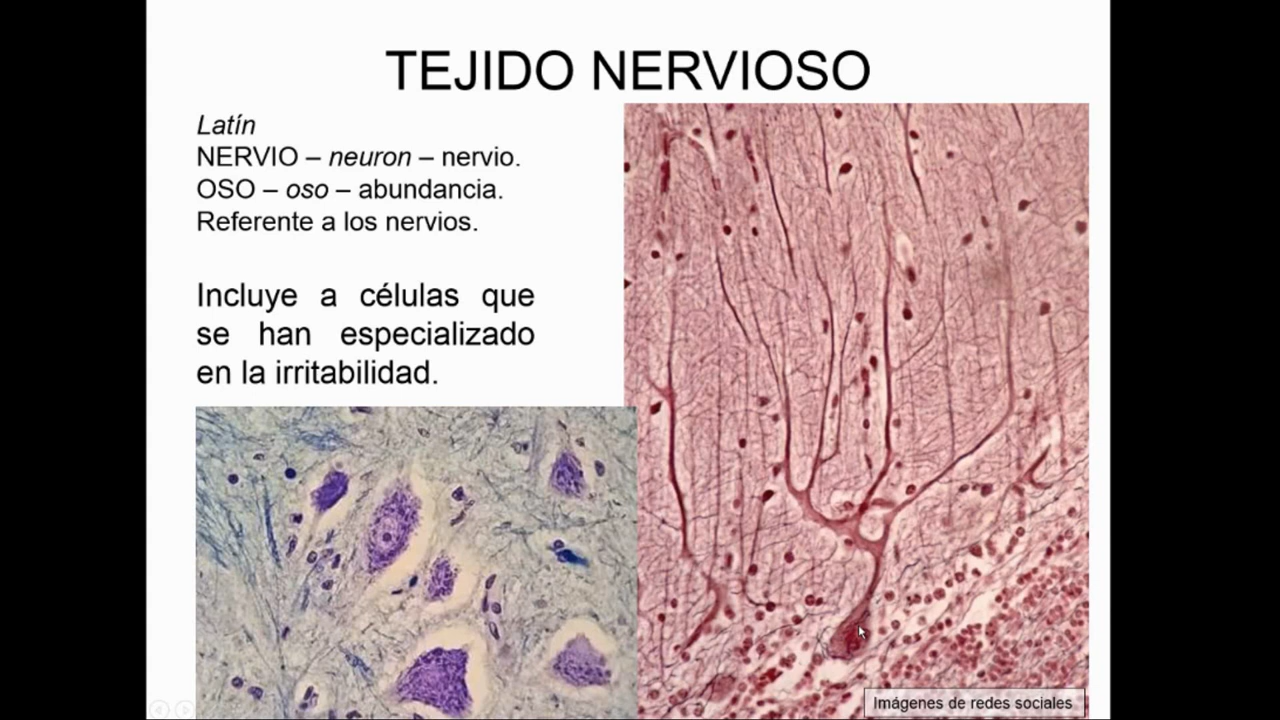 TEJIDO NERVIOSO
Latín
NERVIO – neuron – nervio.
OSO – oso – abundancia.
Referente a los nervios.
Incluye a células que
se han especializado
en la irritabilidad.
Imágenes de redes sociales